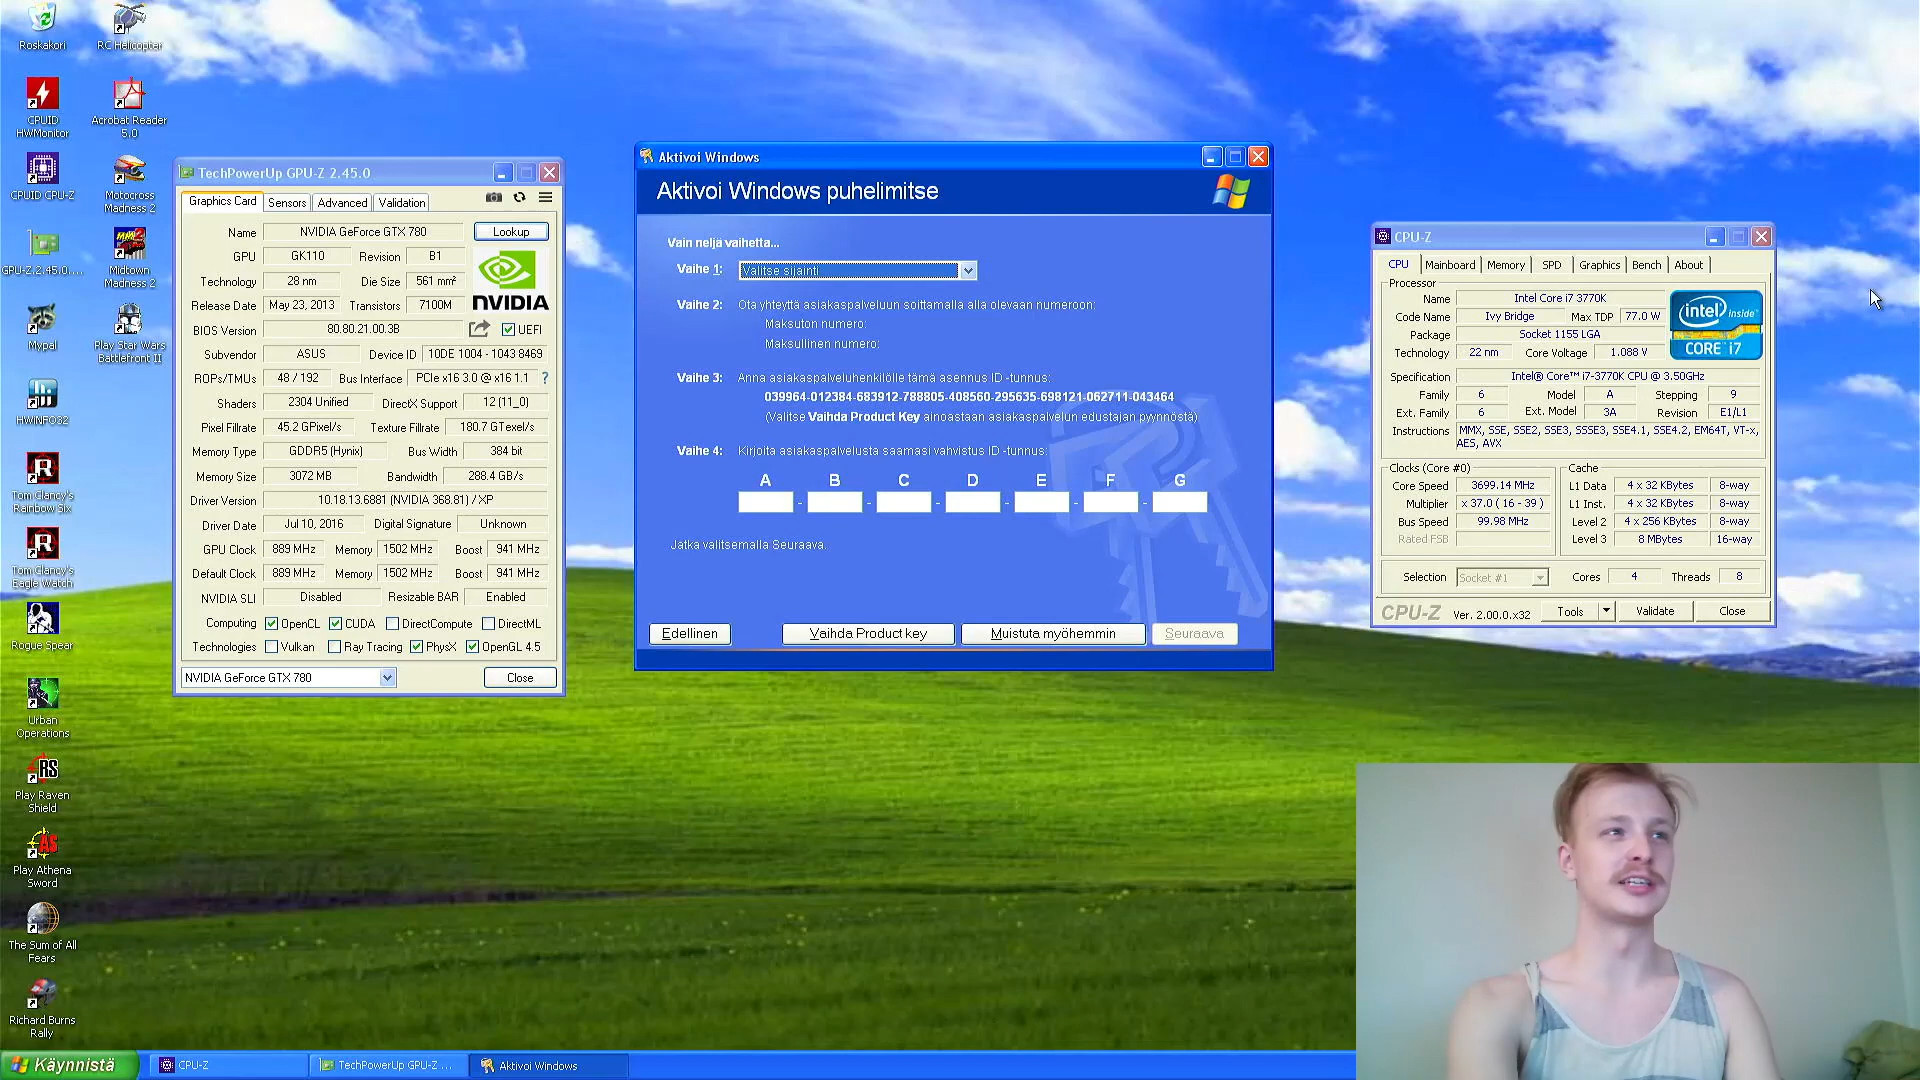 Roskakori
RC Helicopter
CPUID
HWMonitor
Acrobat Reader
5.0
CPUID CPU-Z
Motocross
Madness 2
GPU-Z.2.45.0....
Midtown
Madness 2
Mypal
Play Star Wars
Battlefront II
HWiNFO32
Tom Clancy's
Rainbow Six
Tom Clancy's
Eagle Watch
Rogue Spear
Urban
Operations
Play Raven
Shield
Play Athena
Sword
The Sum of All
Fears
Richard Burns
Rally
TechPowerUp GPU-Z 2.45.0
Graphics Card Sensors Advanced Validation
Name NVIDIA GeForce GTX 780 Lookup
GPU GK110 Revision B1
Technology 28 nm Die Size 561 mm²
Release Date May 23, 2013 Transistors 7100M
NVIDIA
BIOS Version 80.80.21.00.3B UEFI
Subvendor ASUS Device ID 10DE 1004 - 1043 8469
ROPs/TMUs 48 / 192 Bus Interface PCIe x16 3.0 @ x16 1.1 ?
Shaders 2304 Unified DirectX Support 12 (11_0)
Pixel Fillrate 45.2 GPixel/s Texture Fillrate 180.7 GTexel/s
Memory Type GDDR5 (Hynix) Bus Width 384 bit
Memory Size 3072 MB Bandwidth 288.4 GB/s
Driver Version 10.18.13.6881 (NVIDIA 368.81) / XP
Driver Date Jul 10, 2016 Digital Signature Unknown
GPU Clock 889 MHz Memory 1502 MHz Boost 941 MHz
Default Clock 889 MHz Memory 1502 MHz Boost 941 MHz
NVIDIA SLI Disabled Resizable BAR Enabled
Computing OpenCL CUDA DirectCompute DirectML
Technologies Vulkan Ray Tracing PhysX OpenGL 4.5
NVIDIA GeForce GTX 780 Close
Aktivoi Windows
Aktivoi Windows puhelimitse
Vain neljä vaihetta...
Vaihe 1: Valitse sijainti
Vaihe 2: Ota yhteyttä asiakaspalveluun soittamalla alla olevaan numeroon:
Maksuton numero:
Maksullinen numero:
Vaihe 3: Anna asiakaspalveluhenkilölle tämä asennus ID -tunnus:
039964-012384-683912-788805-408560-295635-698121-062711-043464
(Valitse Vaihda Product Key ainoastaan asiakaspalvelun edustajan pyynnöstä)
Vaihe 4: Kirjoita asiakaspalvelusta saamasi vahvistus ID -tunnus:
A B C D E F G
- - - - - -
Jatka valitsemalla Seuraava.
Edellinen Vaihda Product key Muistuta myöhemmin Seuraava
CPU-Z
CPU Mainboard Memory SPD Graphics Bench About
Processor
Name Intel Core i7 3770K
Code Name Ivy Bridge Max TDP 77.0 W
Package Socket 1155 LGA
Technology 22 nm Core Voltage 1.088 V
intel inside
CORE i7
Specification Intel® Core™ i7-3770K CPU @ 3.50GHz
Family 6 Model A Stepping 9
Ext. Family 6 Ext. Model 3A Revision E1/L1
Instructions MMX, SSE, SSE2, SSE3, SSSE3, SSE4.1, SSE4.2, EM64T, VT-x,
AES, AVX
Clocks (Core #0) Cache
Core Speed 3699.14 MHz L1 Data 4 x 32 KBytes 8-way
Multiplier x 37.0 ( 16 - 39 ) L1 Inst. 4 x 32 KBytes 8-way
Bus Speed 99.98 MHz Level 2 4 x 256 KBytes 8-way
Rated FSB Level 3 8 MBytes 16-way
Selection Socket #1 Cores 4 Threads 8
CPU-Z Ver. 2.00.0.x32 Tools Validate Close
Käynnistä CPU-Z TechPowerUp GPU-Z ... Aktivoi Windows